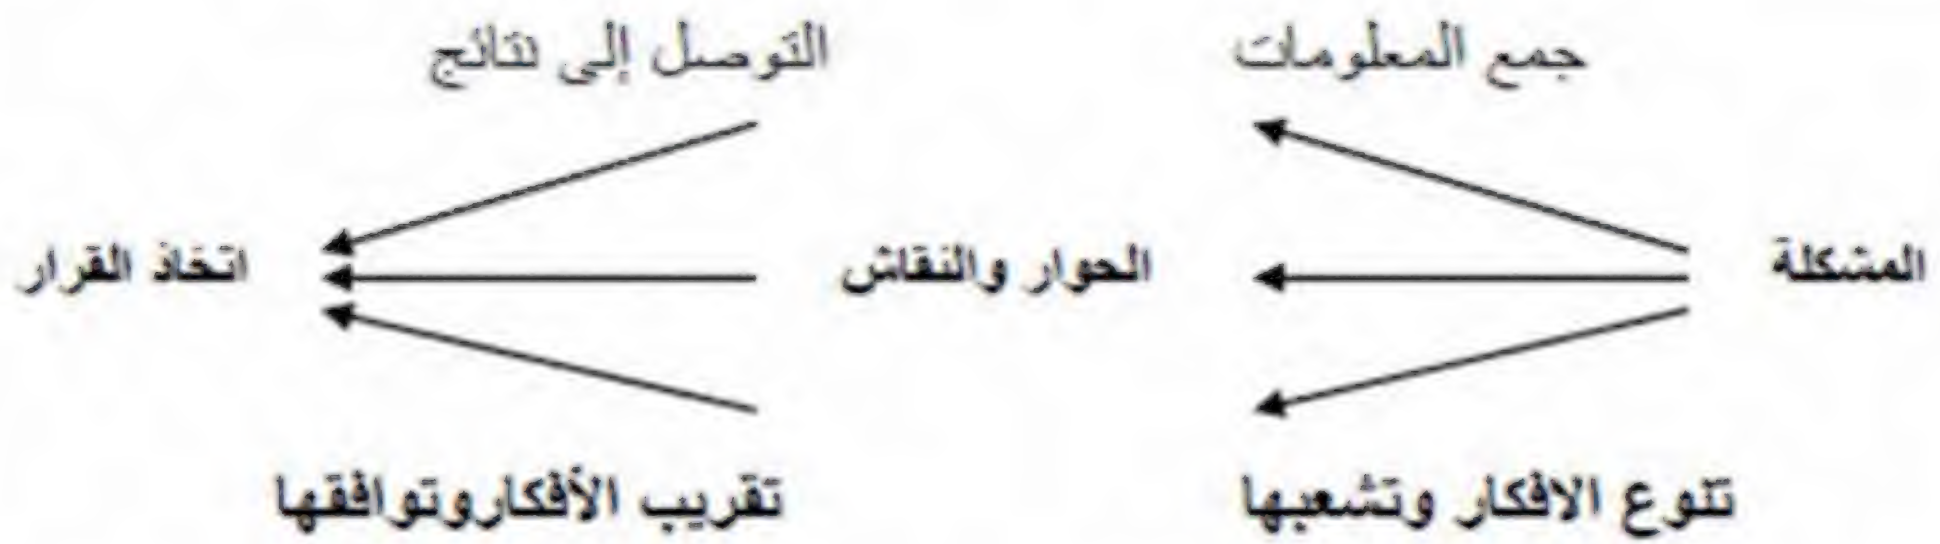 جمع المعلومات
التوصل إلى نتائج
المشكلة
الحوار والنقاش
اتخاذ القرار
تنوع الافكار وتشعبها
تقريب الأفكاروتوافقها